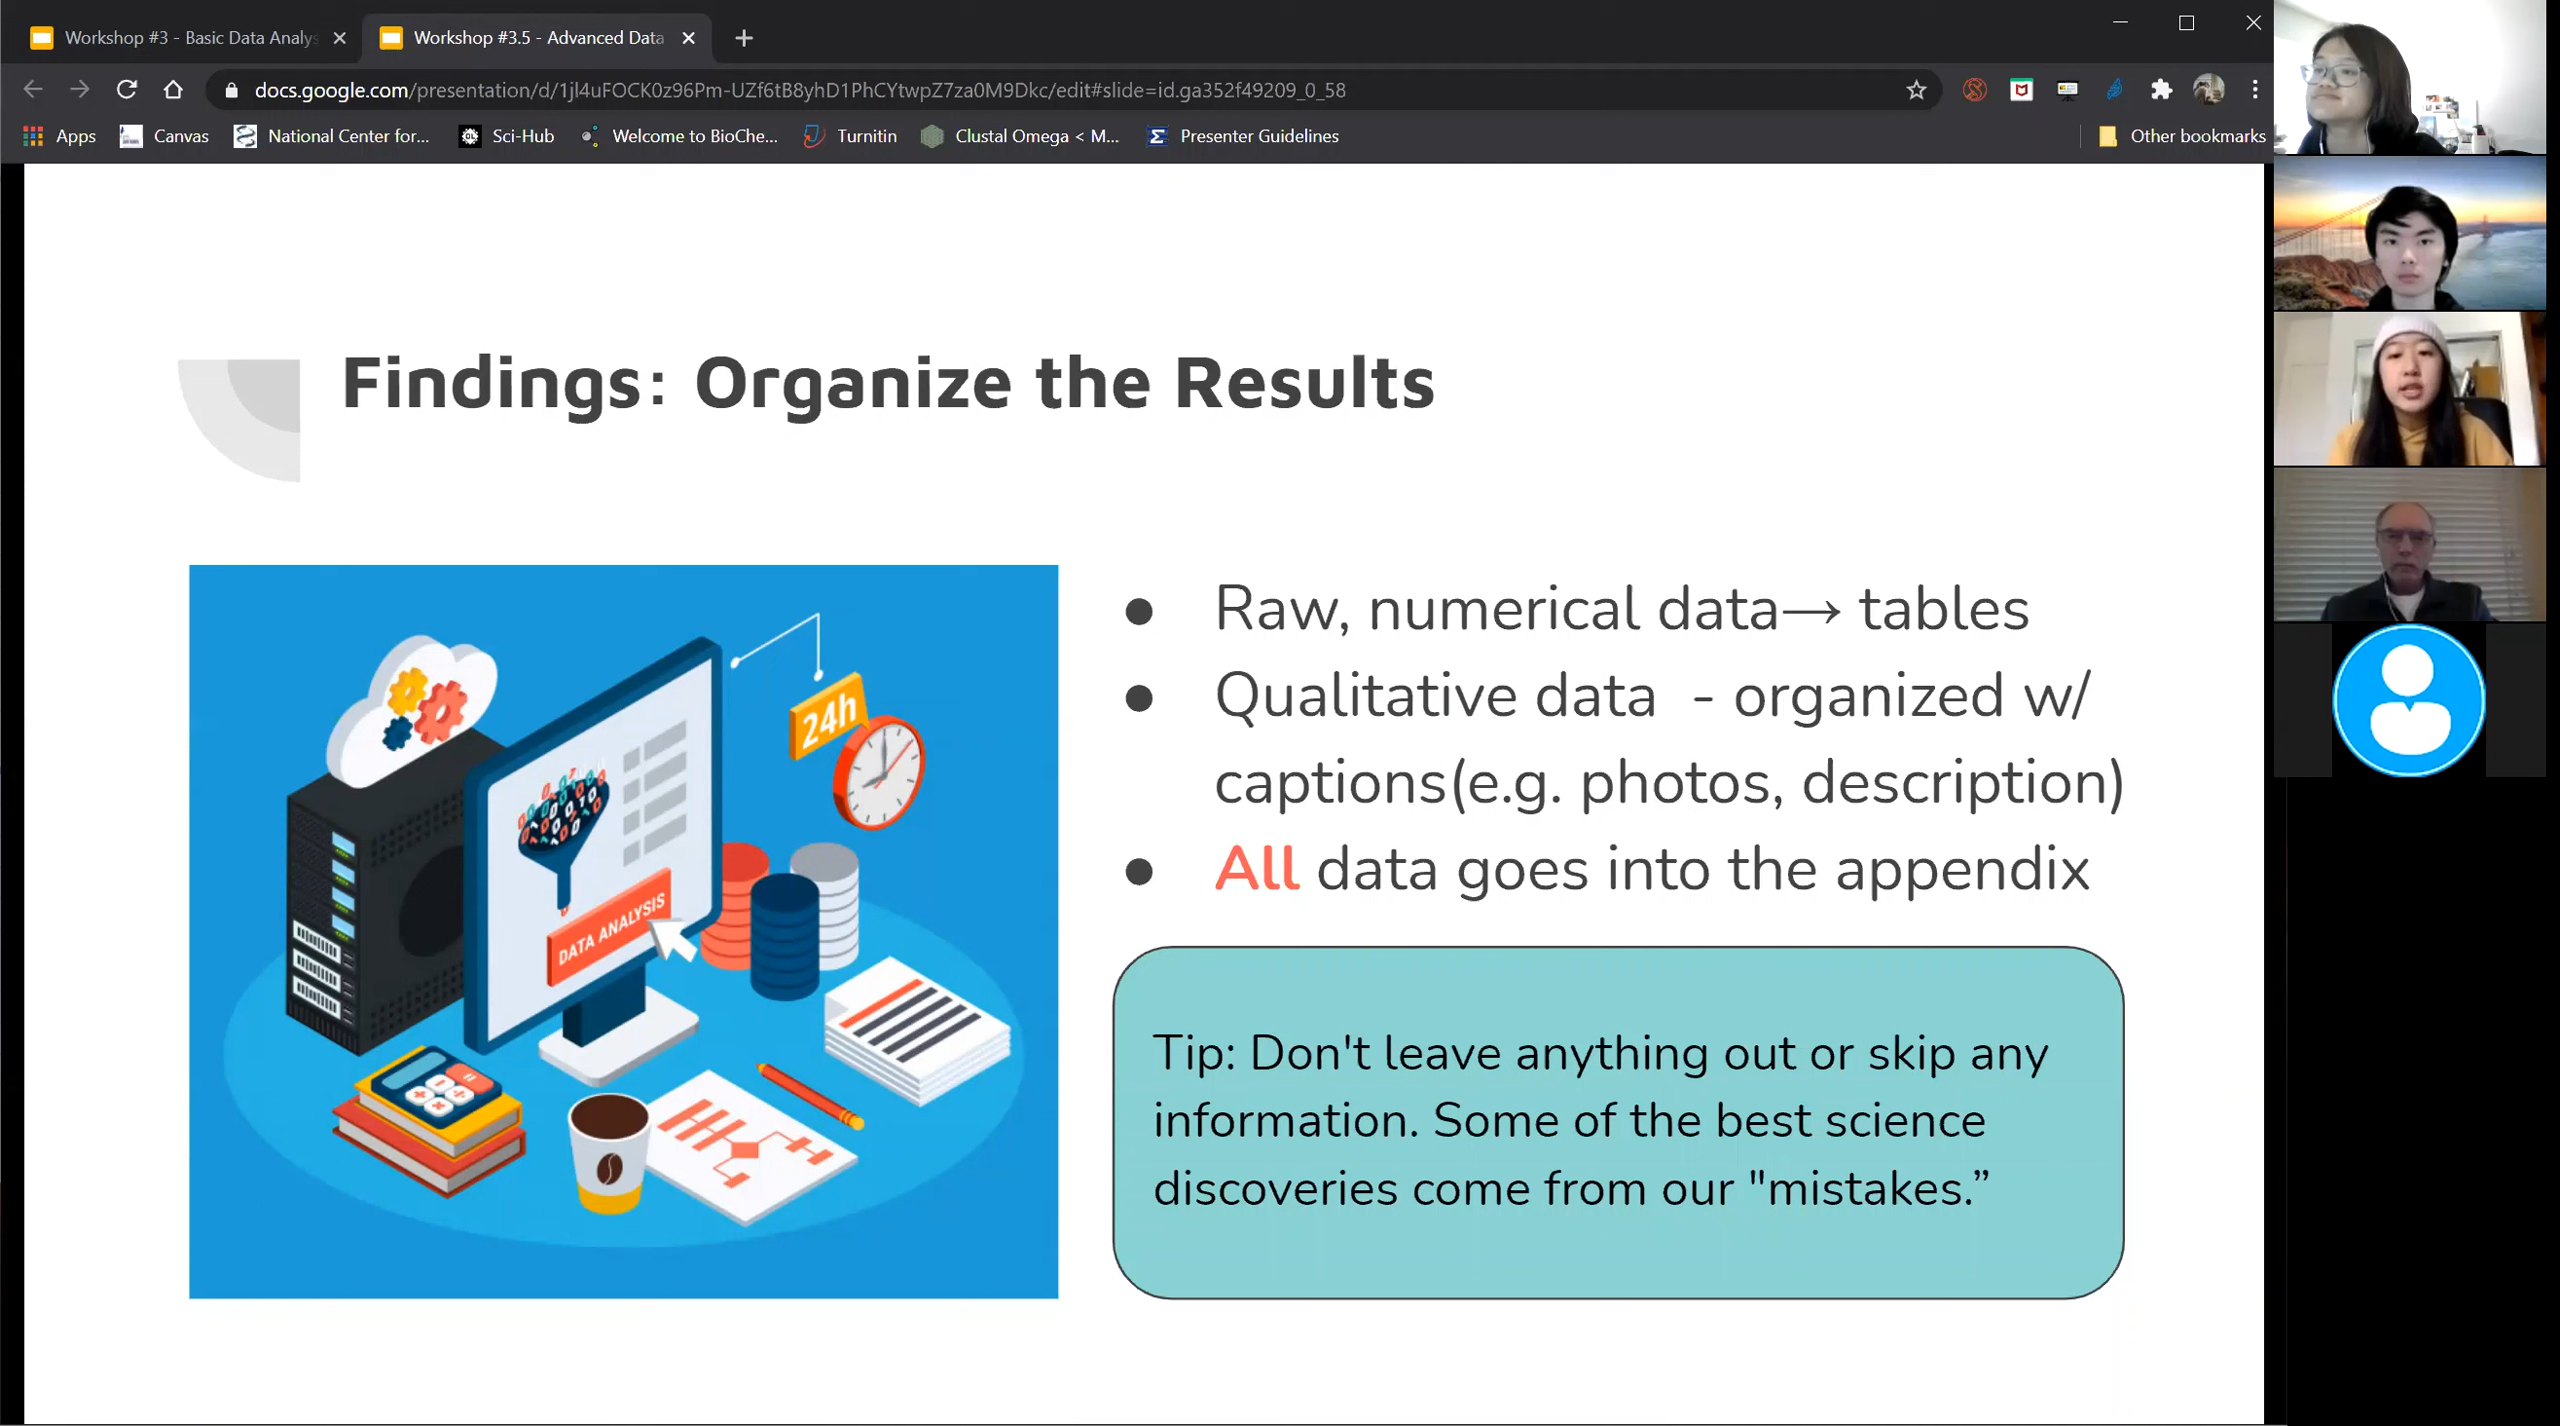 Workshop #3 - Basic Data Analys
Workshop #3.5 - Advanced Data
docs.google.com/presentation/d/1jl4uFOCK0z96Pm-UZf6tB8yhD1PhCYtwpZ7za0M9Dkc/edit#slide=id.ga352f49209_0_58
Apps
Canvas
National Center for...
Sci-Hub
Welcome to BioChe...
Turnitin
Clustal Omega < M...
Presenter Guidelines
Other bookmarks
Findings: Organize the Results
24h
DATA ANALYSIS
● Raw, numerical data→ tables
● Qualitative data - organized w/
captions(e.g. photos, description)
● All data goes into the appendix
Tip: Don't leave anything out or skip any
information. Some of the best science
discoveries come from our "mistakes.”